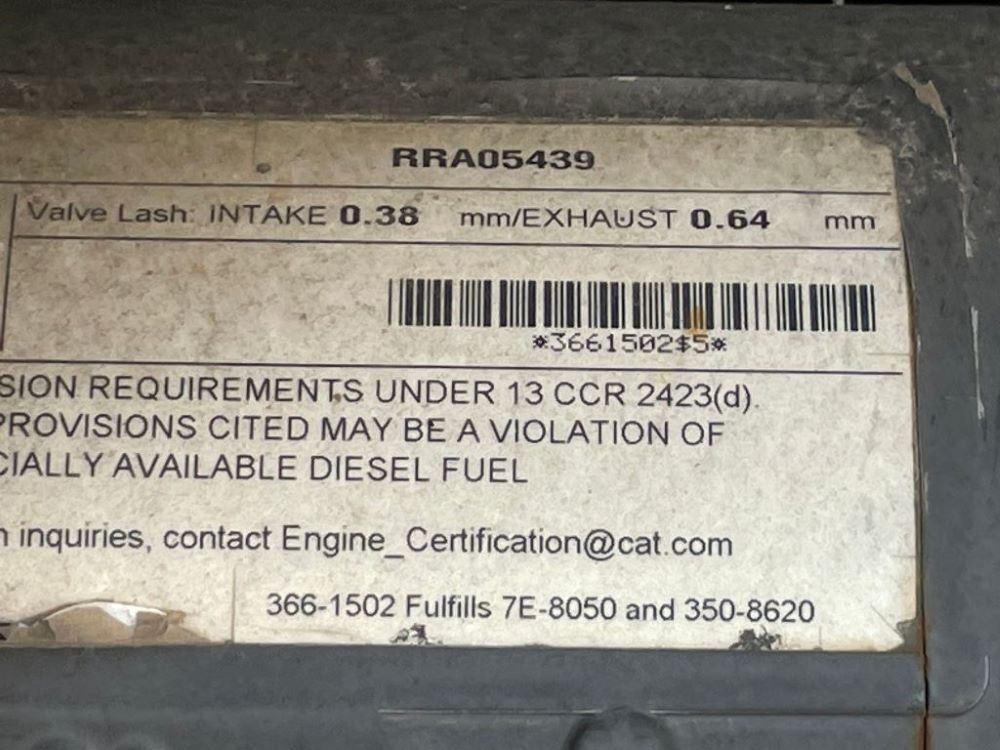 RRA05439
Valve Lash: INTAKE 0.38 mm/EXHAUST 0.64 mm
*3661502$5*
SION REQUIREMENTS UNDER 13 CCR 2423(d).
PROVISIONS CITED MAY BE A VIOLATION OF
CIALLY AVAILABLE DIESEL FUEL
n inquiries, contact Engine_Certification@cat.com
366-1502 Fulfills 7E-8050 and 350-8620